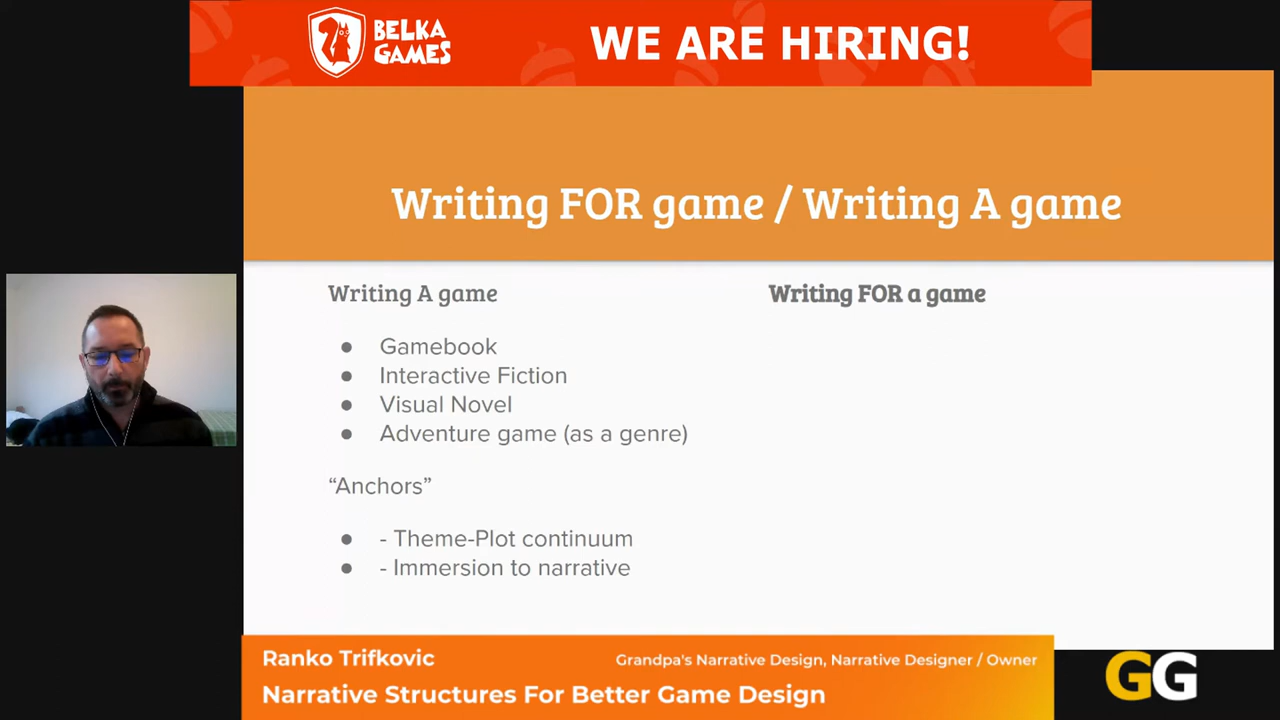 BELKA
GAMES
WE ARE HIRING!
Writing FOR game / Writing A game
Writing A game
● Gamebook
● Interactive Fiction
● Visual Novel
● Adventure game (as a genre)
“Anchors”
● - Theme-Plot continuum
● - Immersion to narrative
Writing FOR a game
Ranko Trifkovic
Grandpa's Narrative Design, Narrative Designer / Owner
Narrative Structures For Better Game Design
GG